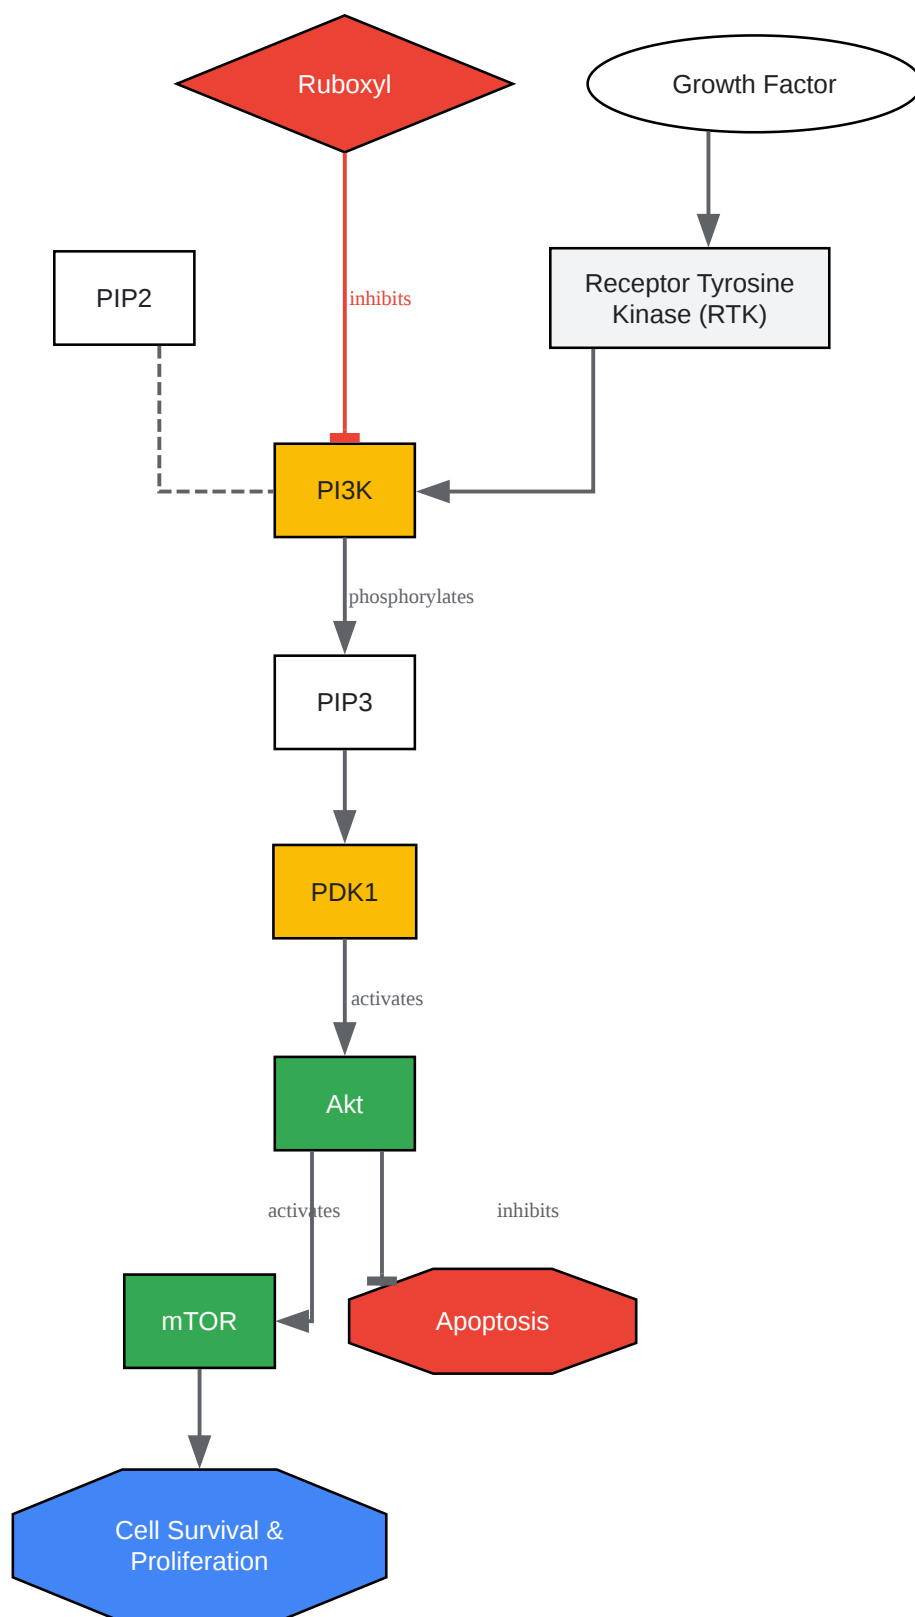 Ruboxyl
Growth Factor
PIP2
inhibits
Receptor Tyrosine
Kinase (RTK)
PI3K
phosphorylates
PIP3
PDK1
activates
Akt
activates
inhibits
mTOR
Apoptosis
Cell Survival &
Proliferation